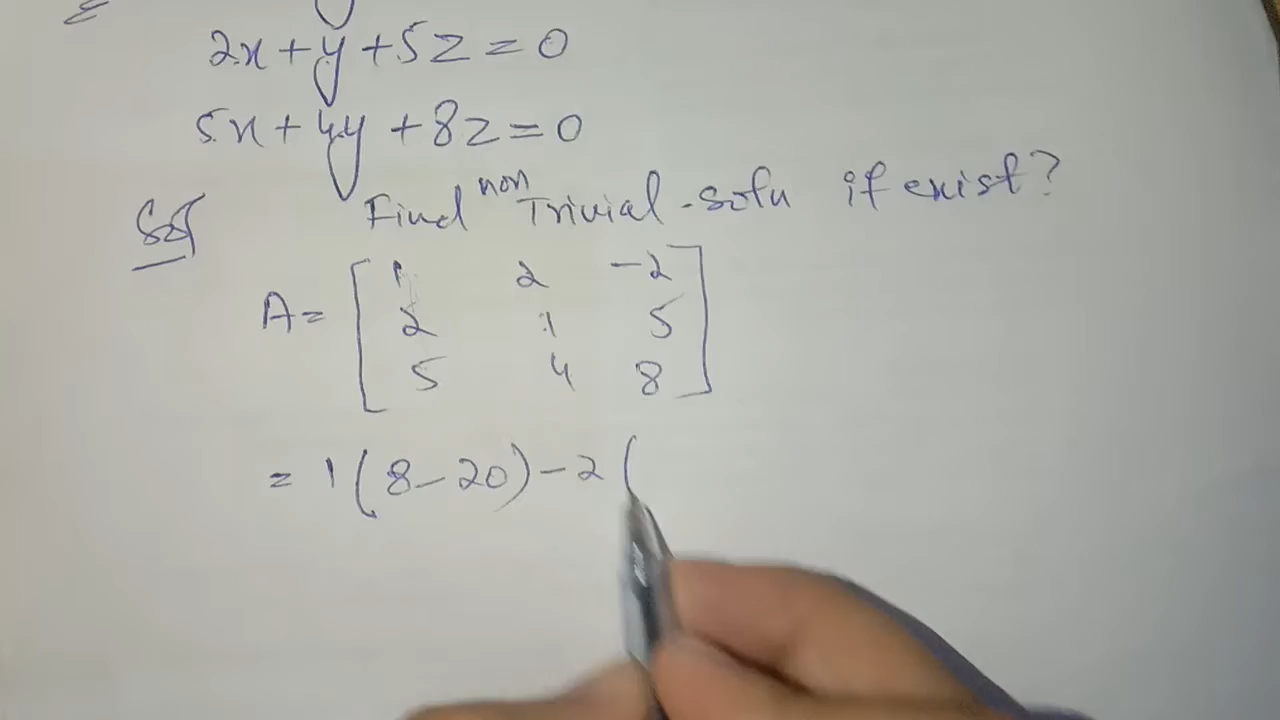 2x+y+5z=0
5x+4y+8z=0
Find non Trivial soln if exist?
Sol
A= [ 1 2 -2
2 1 5
5 4 8 ]
= 1(8-20)-2(